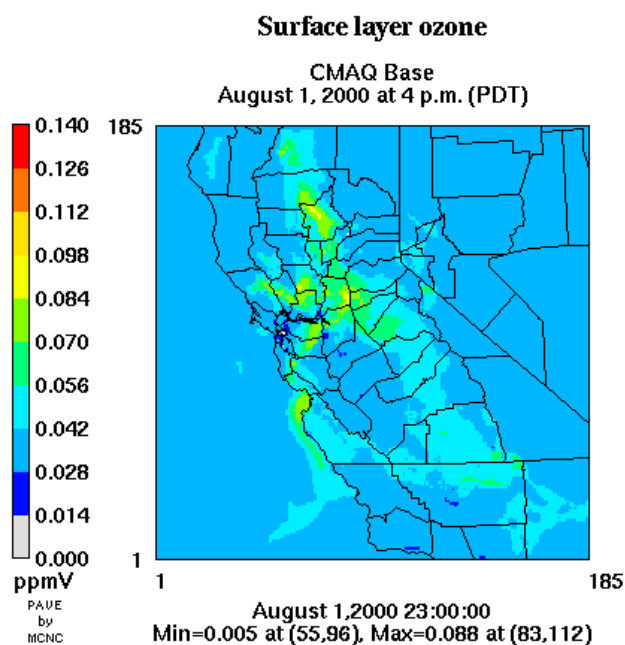 Surface layer ozone
CMAQ Base
August 1, 2000 at 4 p.m. (PDT)
0.140
0.126
0.112
0.098
0.084
0.070
0.056
0.042
0.028
0.014
0.000
ppmV
PAVE
by
MCNC
185
1
1
185
August 1,2000 23:00:00
Min=0.005 at (55,96), Max=0.088 at (83,112)